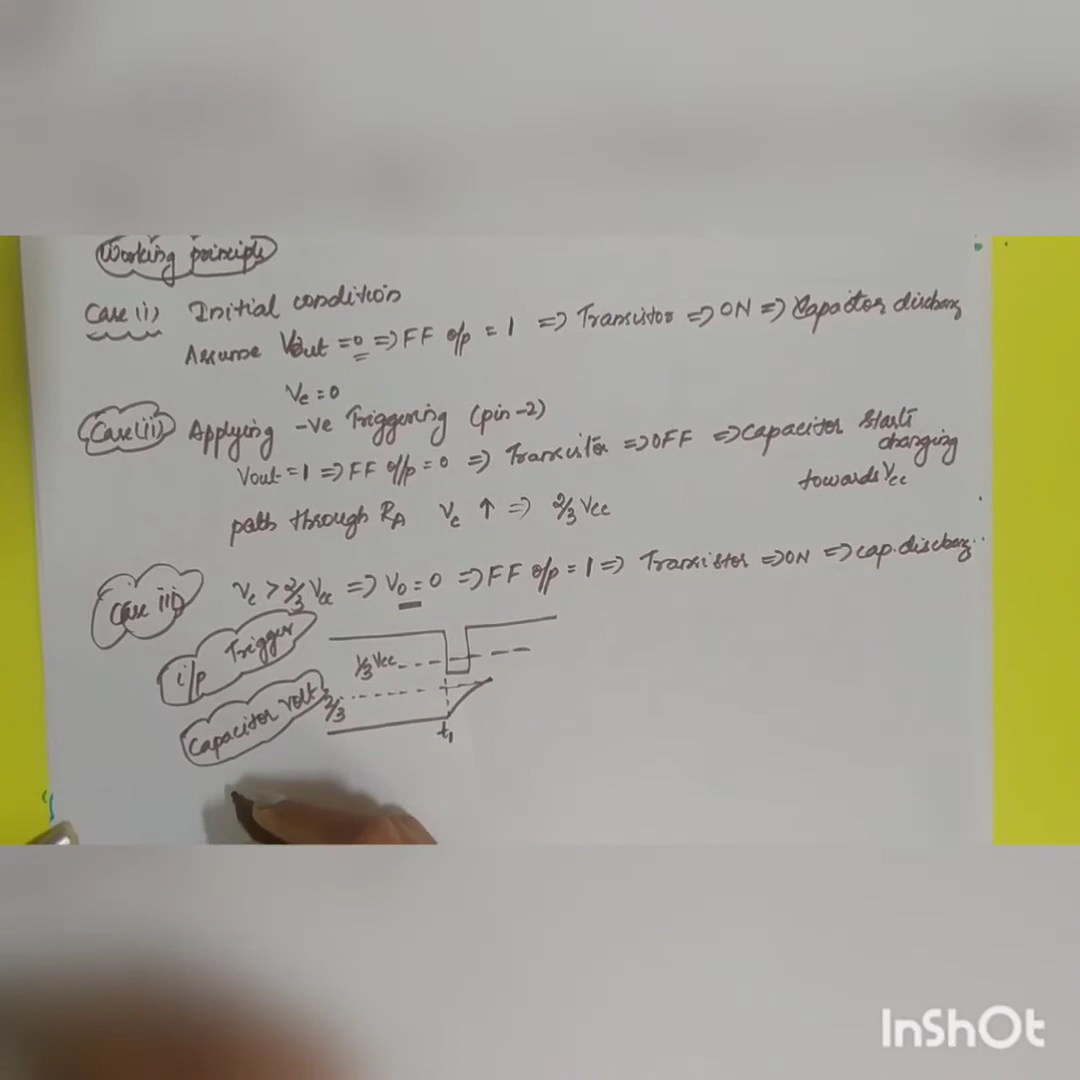 Working principle
Case (i) Initial condition
Assume Vout = 0 => FF o/p = 1 => Transistor => ON => Capacitor discharg
Vc = 0
Case (ii) Applying -ve Triggering (pin-2)
Vout = 1 => FF o/p = 0 => Transistor => OFF => Capacitor starts changing
towards Vcc
path through RA Vc ↑ => 2/3 Vcc
Case iii) Vc > 2/3 Vcc => Vo = 0 => FF o/p = 1 => Transistor => ON => cap. discharg..
i/p Trigger
1/3 Vcc
Capacitor volt
2/3
t1
InShOt